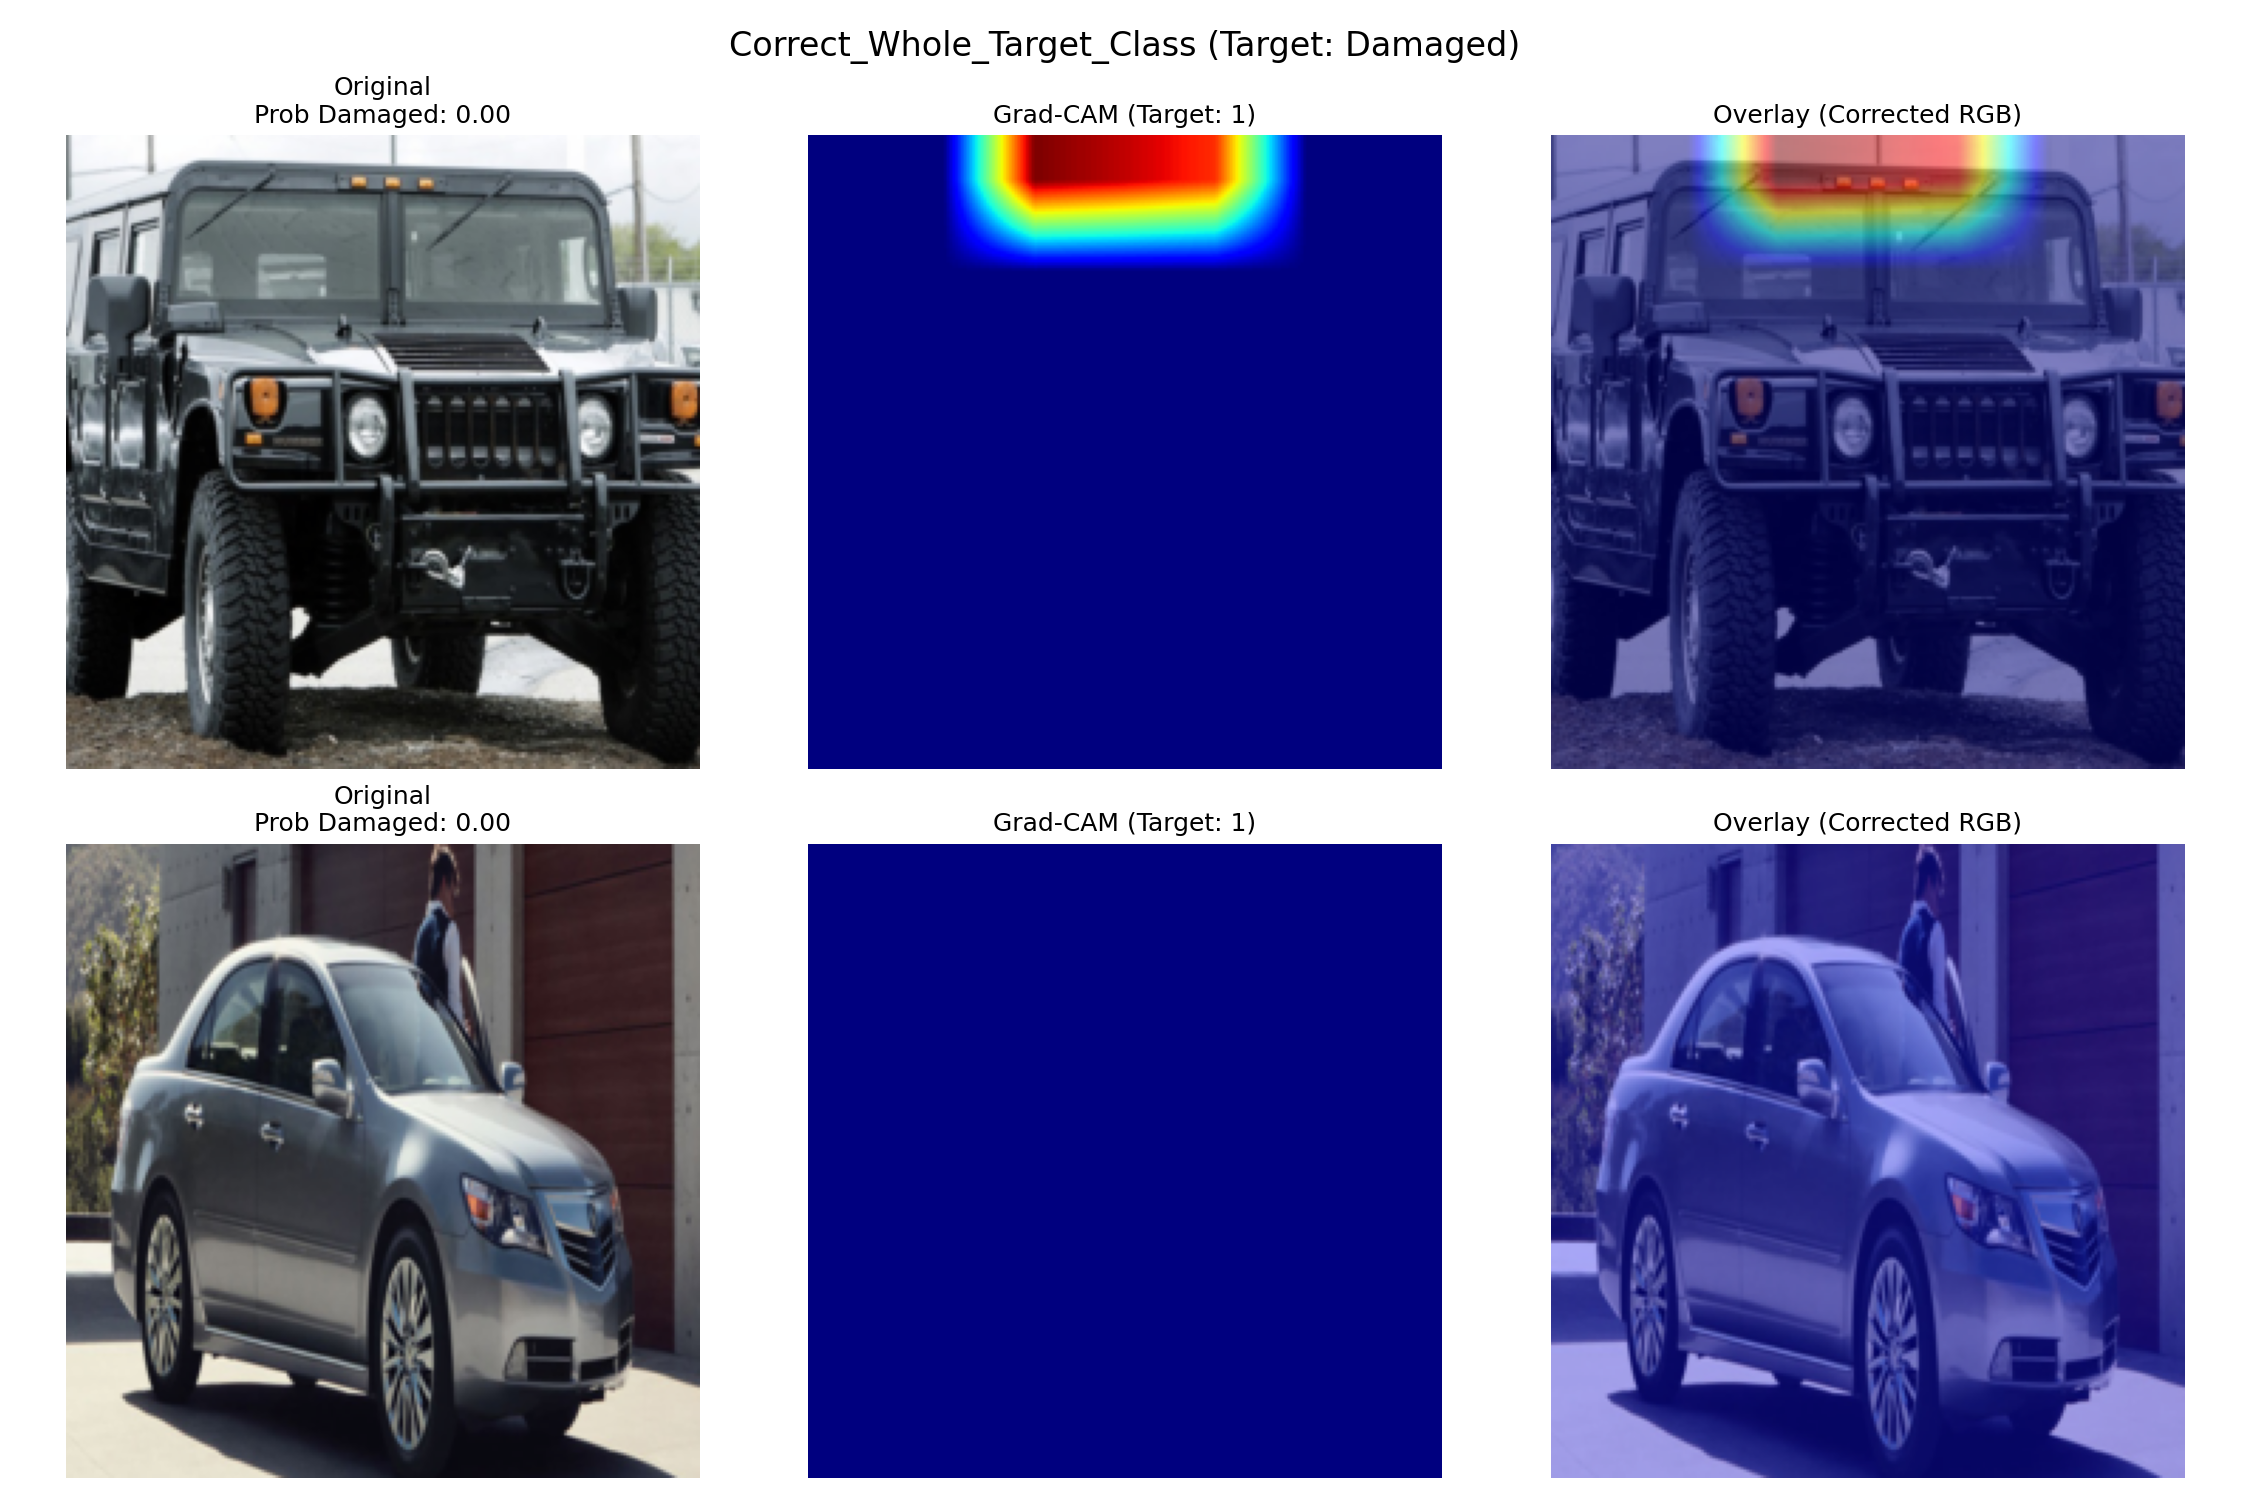 Correct_Whole_Target_Class (Target: Damaged)
Original
Prob Damaged: 0.00
Grad-CAM (Target: 1)
Overlay (Corrected RGB)
Original
Prob Damaged: 0.00
Grad-CAM (Target: 1)
Overlay (Corrected RGB)